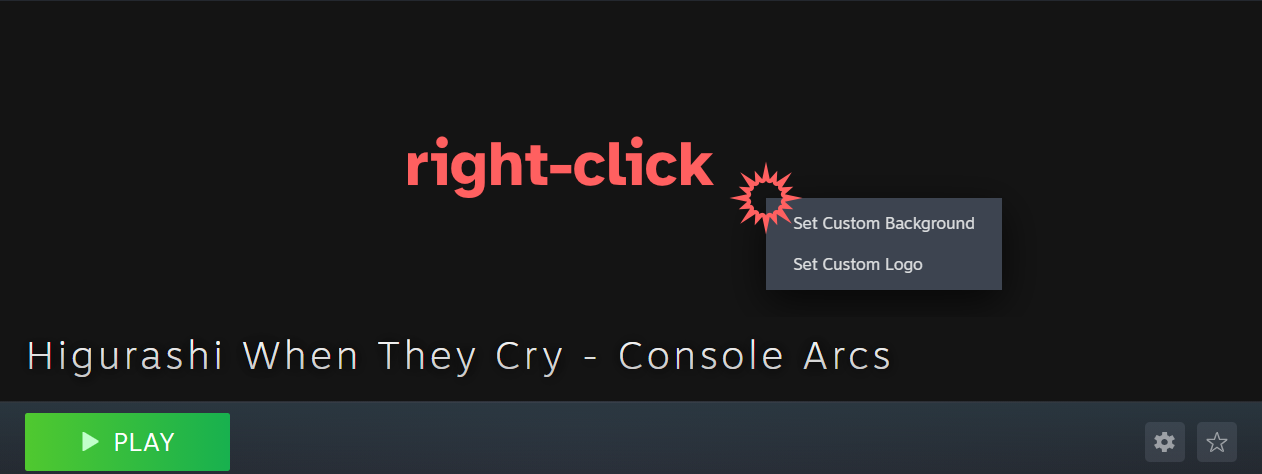 right-click
Set Custom Background
Set Custom Logo
Higurashi When They Cry - Console Arcs
PLAY